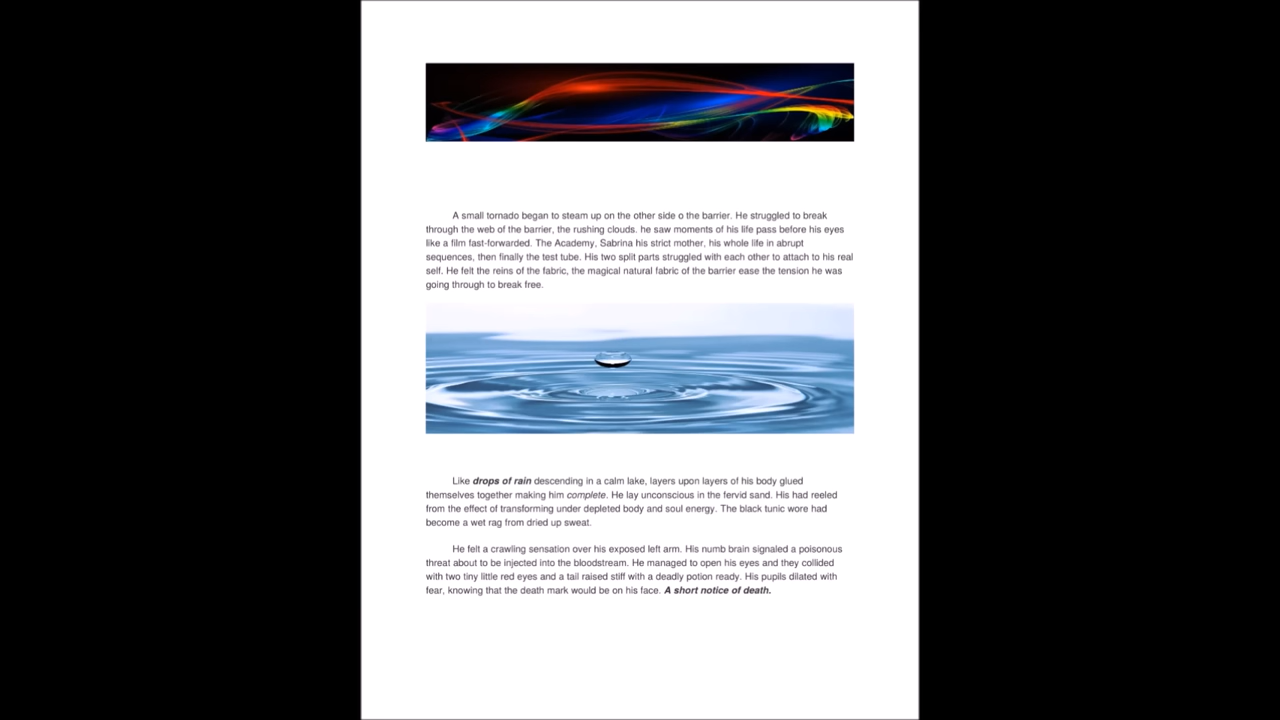 A small tornado began to steam up on the other side o the barrier. He struggled to break
through the web of the barrier, the rushing clouds. he saw moments of his life pass before his eyes
like a film fast-forwarded. The Academy, Sabrina his strict mother, his whole life in abrupt
sequences, then finally the test tube. His two split parts struggled with each other to attach to his real
self. He felt the reins of the fabric, the magical natural fabric of the barrier ease the tension he was
going through to break free.
Like drops of rain descending in a calm lake, layers upon layers of his body glued
themselves together making him complete. He lay unconscious in the fervid sand. His had reeled
from the effect of transforming under depleted body and soul energy. The black tunic wore had
become a wet rag from dried up sweat.
He felt a crawling sensation over his exposed left arm. His numb brain signaled a poisonous
threat about to be injected into the bloodstream. He managed to open his eyes and they collided
with two tiny little red eyes and a tail raised stiff with a deadly potion ready. His pupils dilated with
fear, knowing that the death mark would be on his face. A short notice of death.